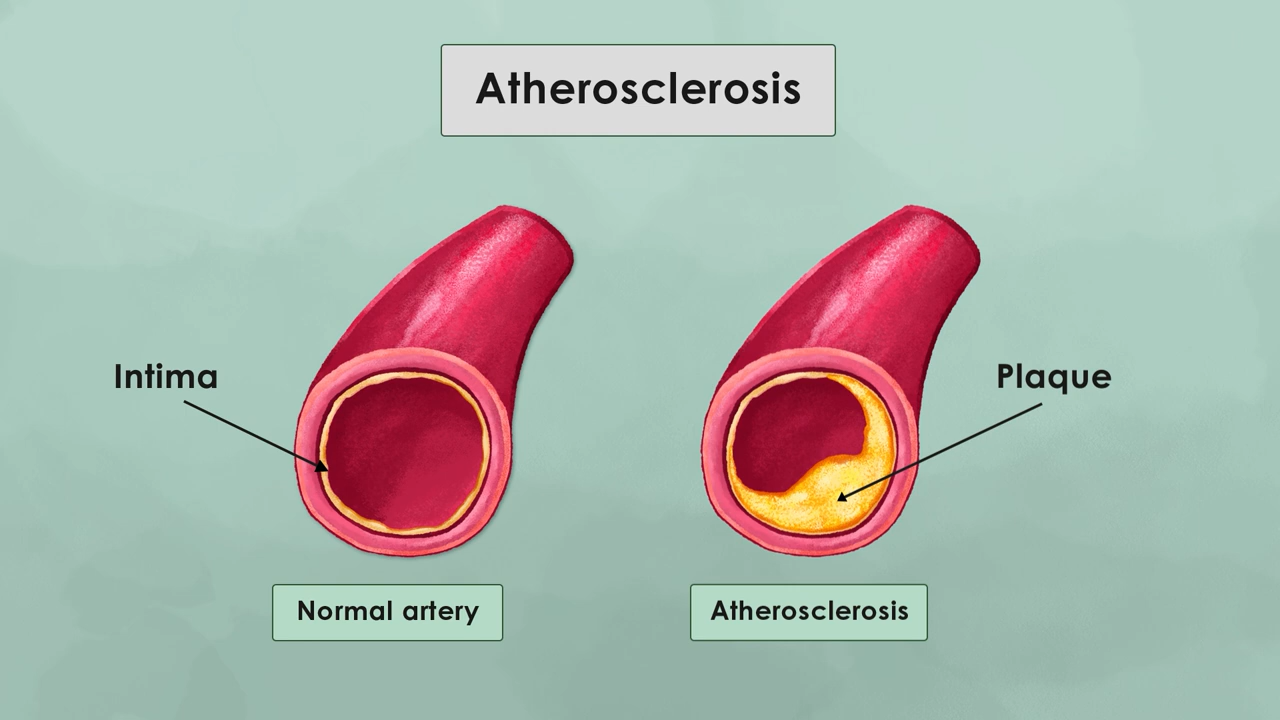 Atherosclerosis
Intima
Plaque
Normal artery
Atherosclerosis